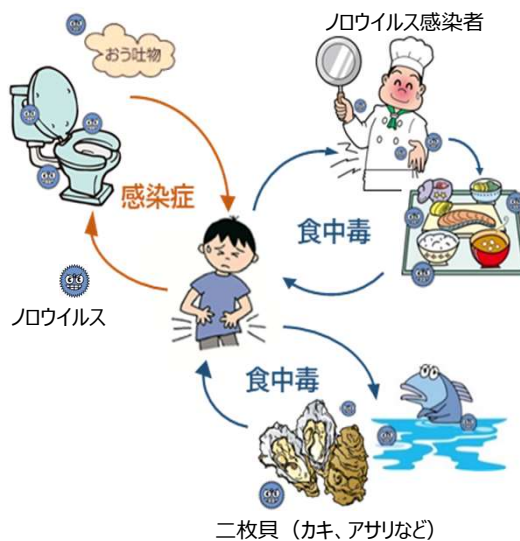 ノロウイルス感染者
おう吐物
感染症
食中毒
ノロウイルス
食中毒
二枚貝（カキ、アサリなど）